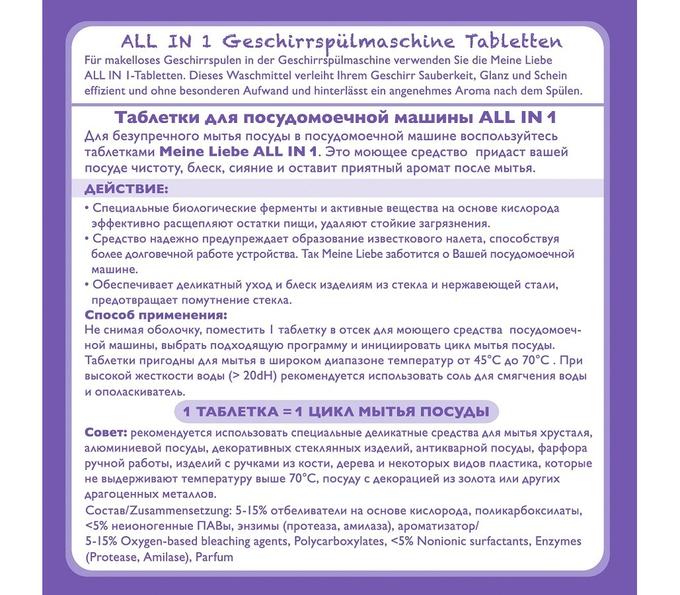 ALL IN 1 Geschirrspülmaschine Tabletten
Für makelloses Geschirrspulen in der Geschirrspülmaschine verwenden Sie die Meine Liebe
ALL IN 1-Tabletten. Dieses Waschmittel verleiht Ihrem Geschirr Sauberkeit, Glanz und Schein
effizient und ohne besonderen Aufwand und hinterlässt ein angenehmes Aroma nach dem Spülen.
Таблетки для посудомоечной машины ALL IN 1
Для безупречного мытья посуды в посудомоечной машине воспользуйтесь
таблетками Meine Liebe ALL IN 1. Это моющее средство придаст вашей
посуде чистоту, блеск, сияние и оставит приятный аромат после мытья.
ДЕЙСТВИЕ:
• Специальные биологические ферменты и активные вещества на основе кислорода
эффективно расщепляют остатки пищи, удаляют стойкие загрязнения.
• Средство надежно предупреждает образование известкового налета, способствуя
более долговечной работе устройства. Так Meine Liebe заботится о Вашей посудомоечной
машине.
• Обеспечивает деликатный уход и блеск изделиям из стекла и нержавеющей стали,
предотвращает помутнение стекла.
Способ применения:
Не снимая оболочку, поместить 1 таблетку в отсек для моющего средства посудомоеч-
ной машины, выбрать подходящую программу и инициировать цикл мытья посуды.
Таблетки пригодны для мытья в широком диапазоне температур от 45°C до 70°C . При
высокой жесткости воды (> 20dH) рекомендуется использовать соль для смягчения воды
и ополаскиватель.
1 ТАБЛЕТКА = 1 ЦИКЛ МЫТЬЯ ПОСУДЫ
Совет: рекомендуется использовать специальные деликатные средства для мытья хрусталя,
алюминиевой посуды, декоративных стеклянных изделий, антикварной посуды, фарфора
ручной работы, изделий с ручками из кости, дерева и некоторых видов пластика, которые
не выдерживают температуру выше 70°C, посуду с декорацией из золота или других
драгоценных металлов.
Состав/Zusammensetzung: 5-15% отбеливатели на основе кислорода, поликарбоксилаты,
<5% неионогенные ПАВы, энзимы (протеаза, амилаза), ароматизатор/
5-15% Oxygen-based bleaching agents, Polycarboxylates, <5% Nonionic surfactants, Enzymes
(Protease, Amilase), Parfum